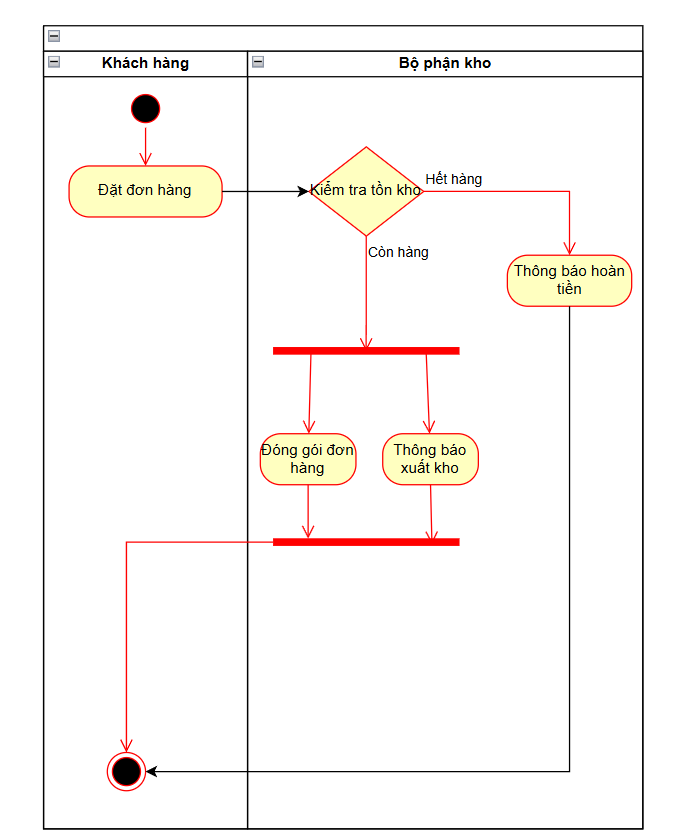 Khách hàng
Bộ phận kho
Đặt đơn hàng
Kiểm tra tồn kho
Hết hàng
Còn hàng
Thông báo hoàn
tiền
Đóng gói đơn
hàng
Thông báo
xuất kho